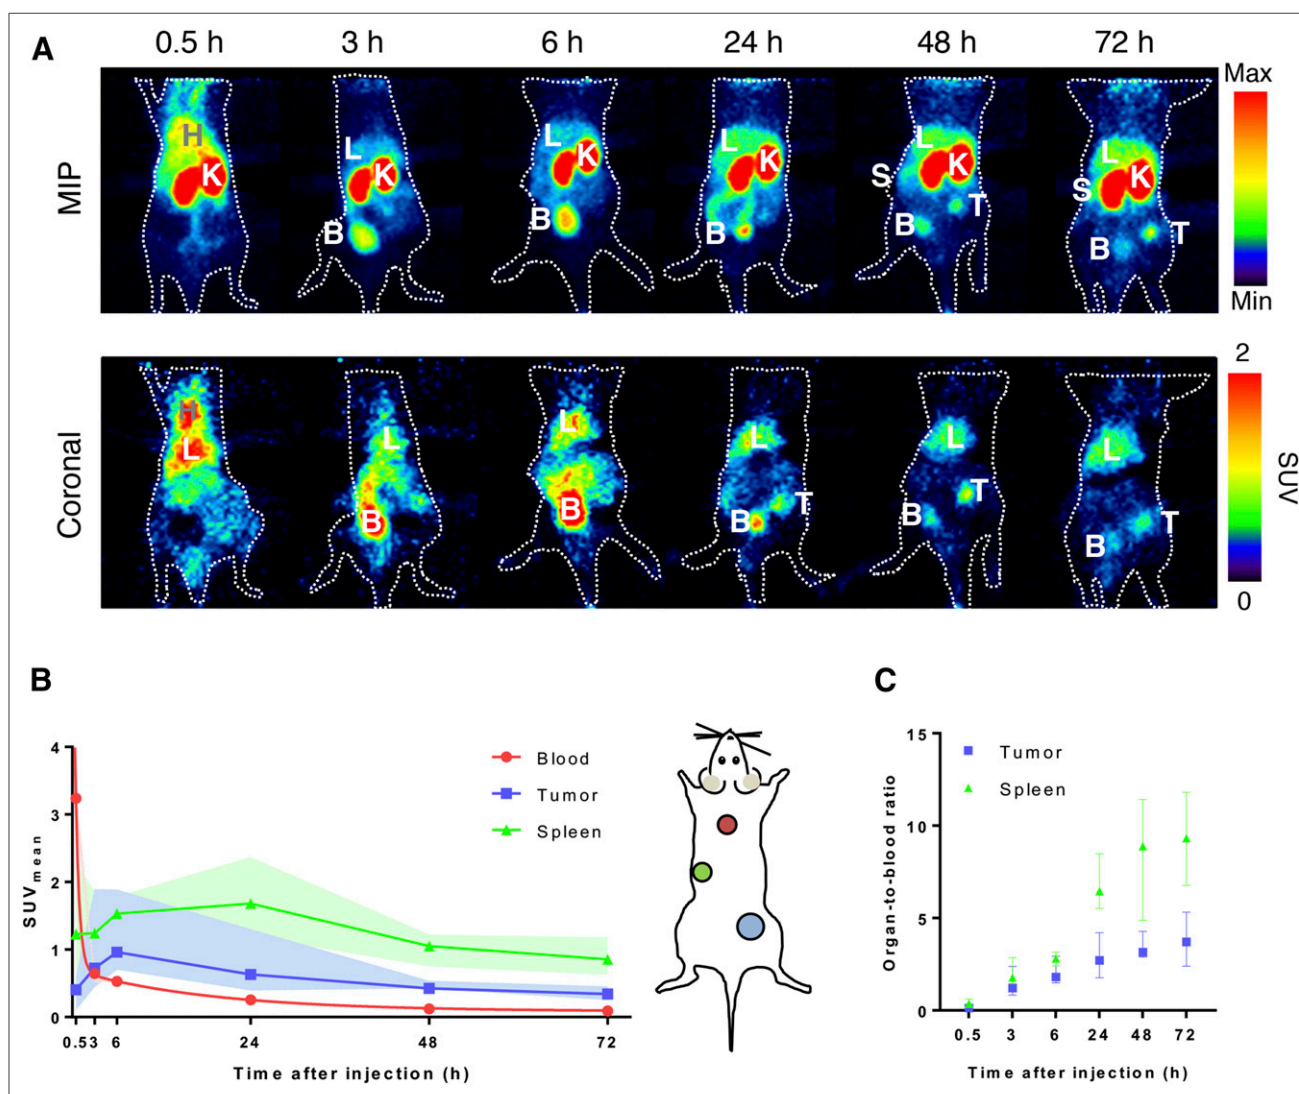 A
0.5 h 3 h 6 h 24 h 48 h 72 h
MIP
H K
L K B
L K B
L K B
L K S T B
L K S T B
Max
Min
Coronal
H L
L B
L B
L B T
L B T
L B T
2
SUV
0
B
SUVmean
4
3
2
1
0
0.5 3 6 24 48 72
Time after injection (h)
Blood
Tumor
Spleen
C
Organ-to-blood ratio
15
10
5
0
0.5 3 6 24 48 72
Time after injection (h)
Tumor
Spleen